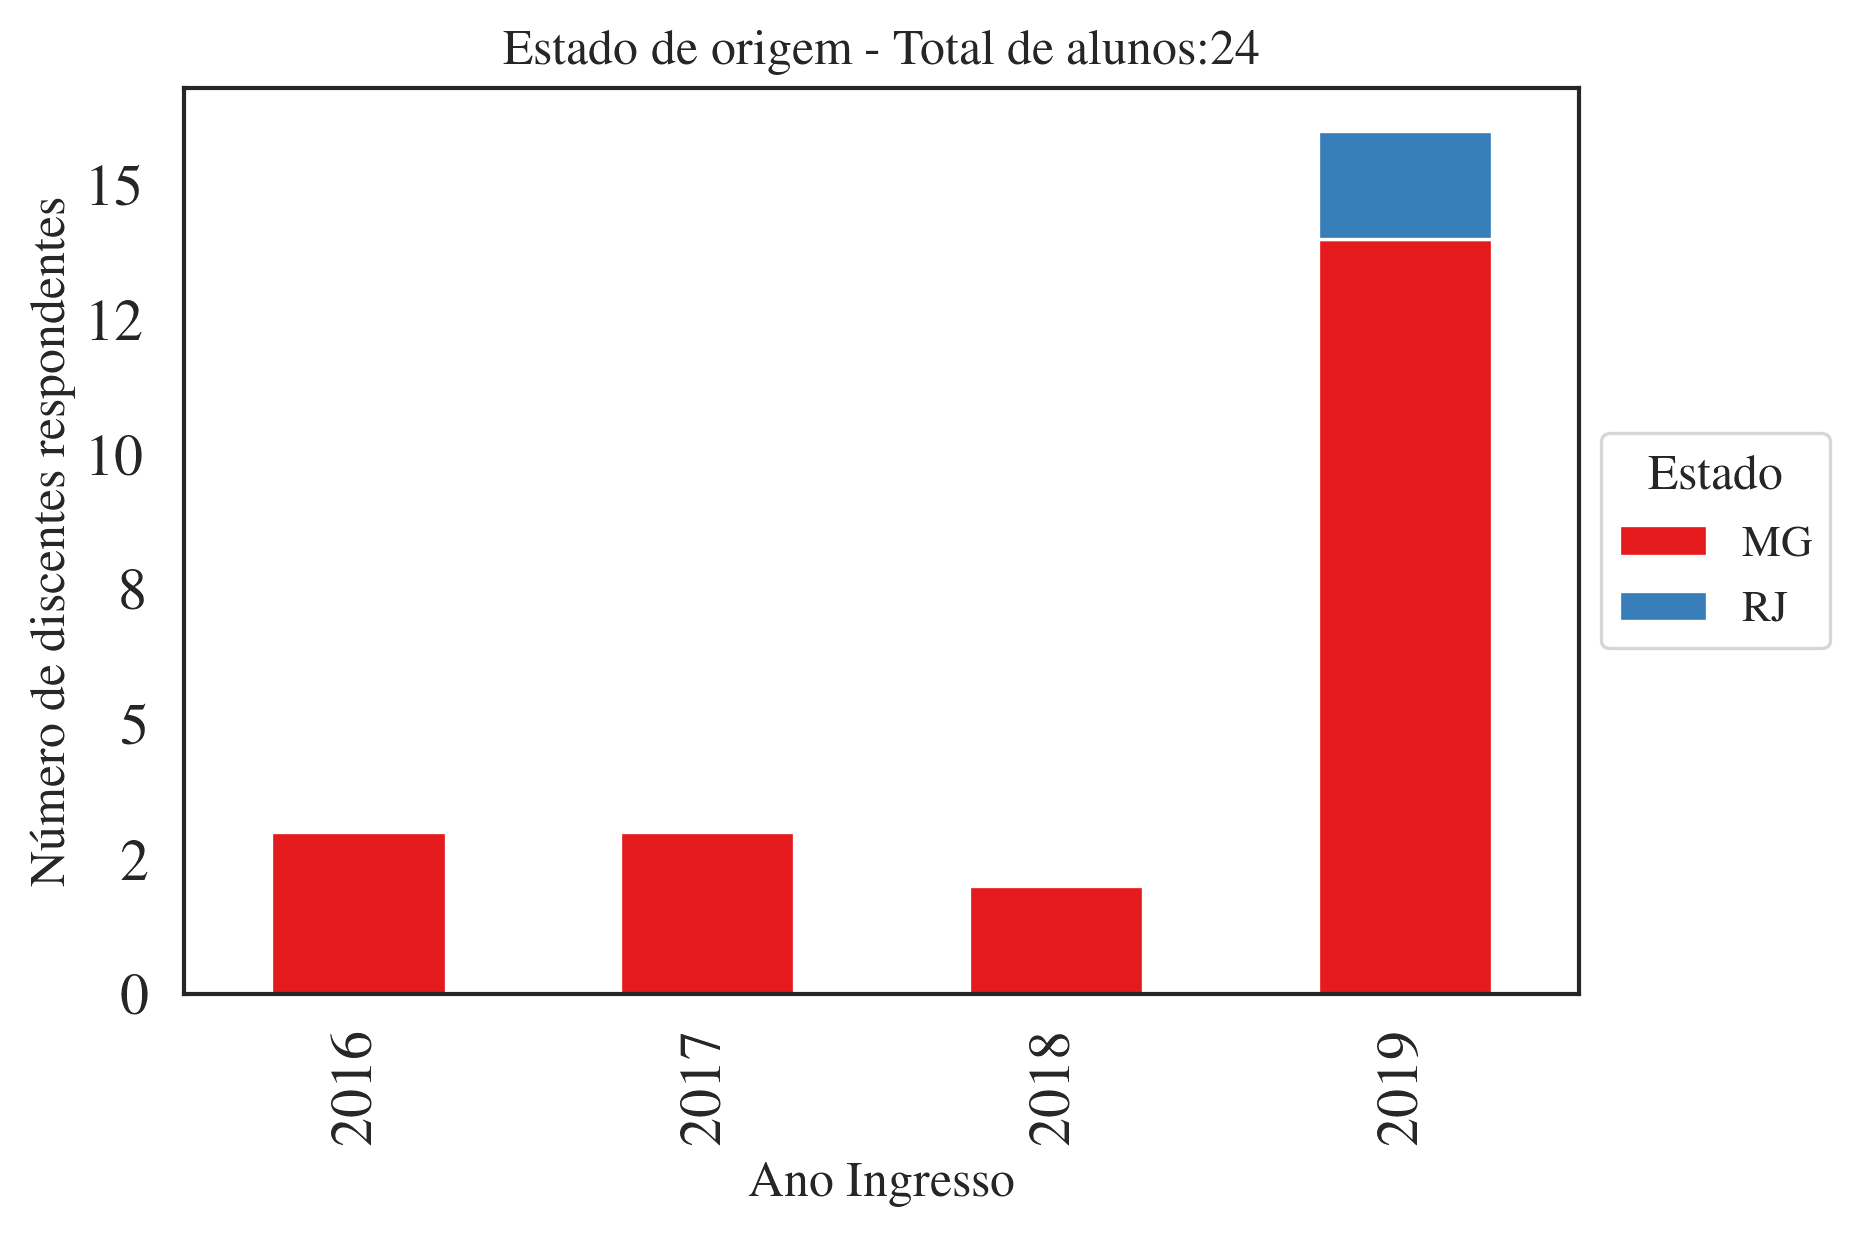 Estado de origem - Total de alunos:24
Número de discentes respondentes
15
12
10
8
5
2
0
2016
2017
2018
2019
Ano Ingresso
Estado
MG
RJ